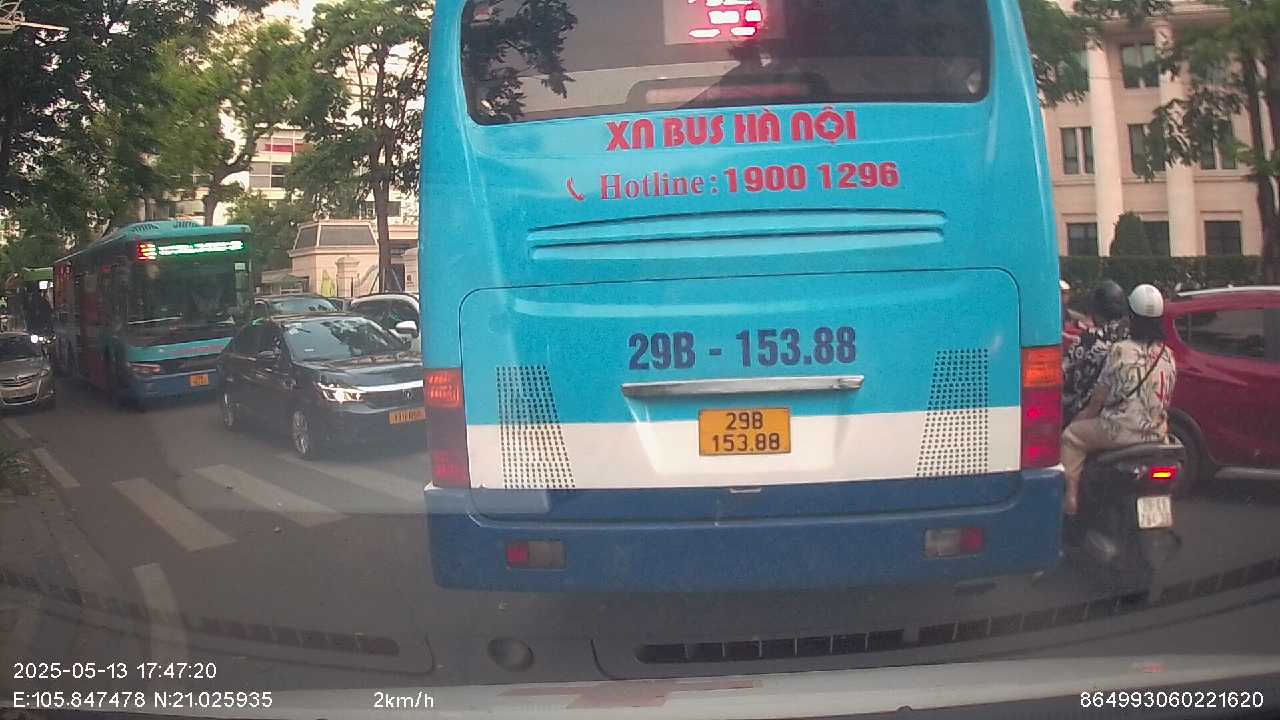 XN BUS HÀ NỘI
Hotline: 1900 1296
29B - 153.88
29B
153.88
2025-05-13 17:47:20
E:105.847478 N:21.025935
2km/h
864993060221620